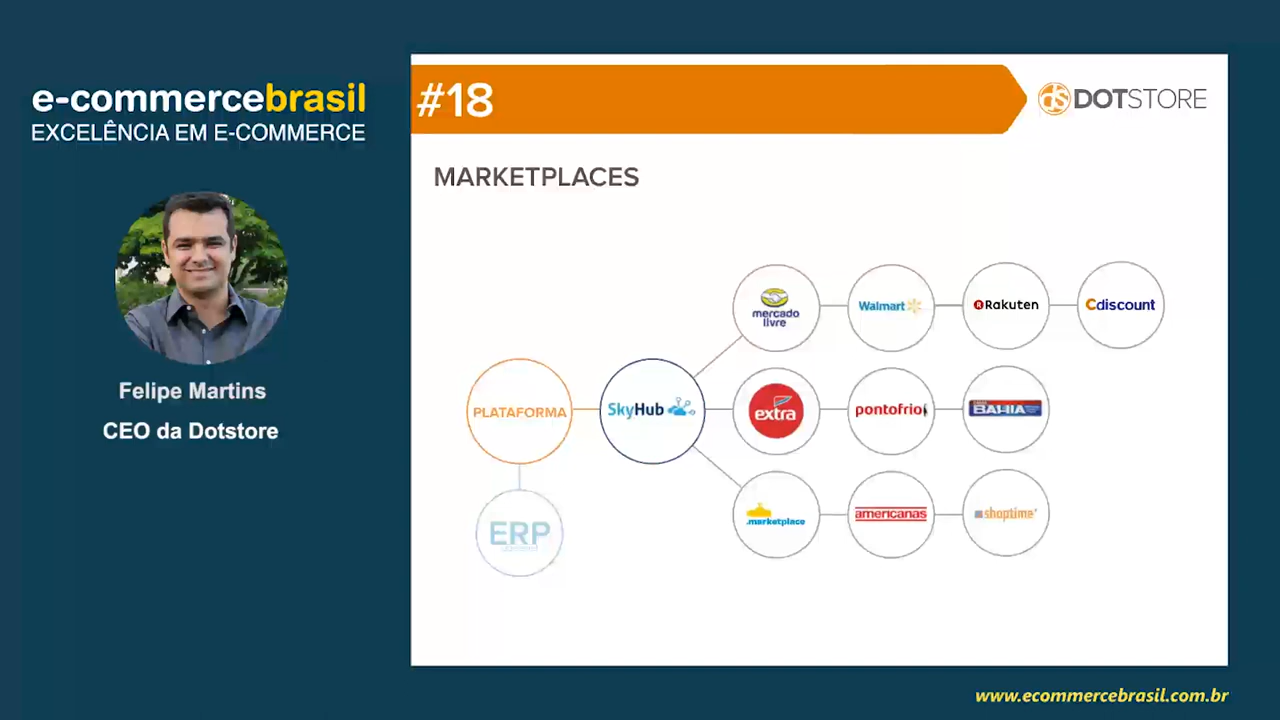 e-commercebrasil
EXCELÊNCIA EM E-COMMERCE
Felipe Martins
CEO da Dotstore
#18
DOTSTORE
MARKETPLACES
mercado
livre
Walmart
Rakuten
Cdiscount
PLATAFORMA
SkyHub
extra
pontofrio
BAHIA
ERP
.marketplace
americanas
shoptime
www.ecommercebrasil.com.br